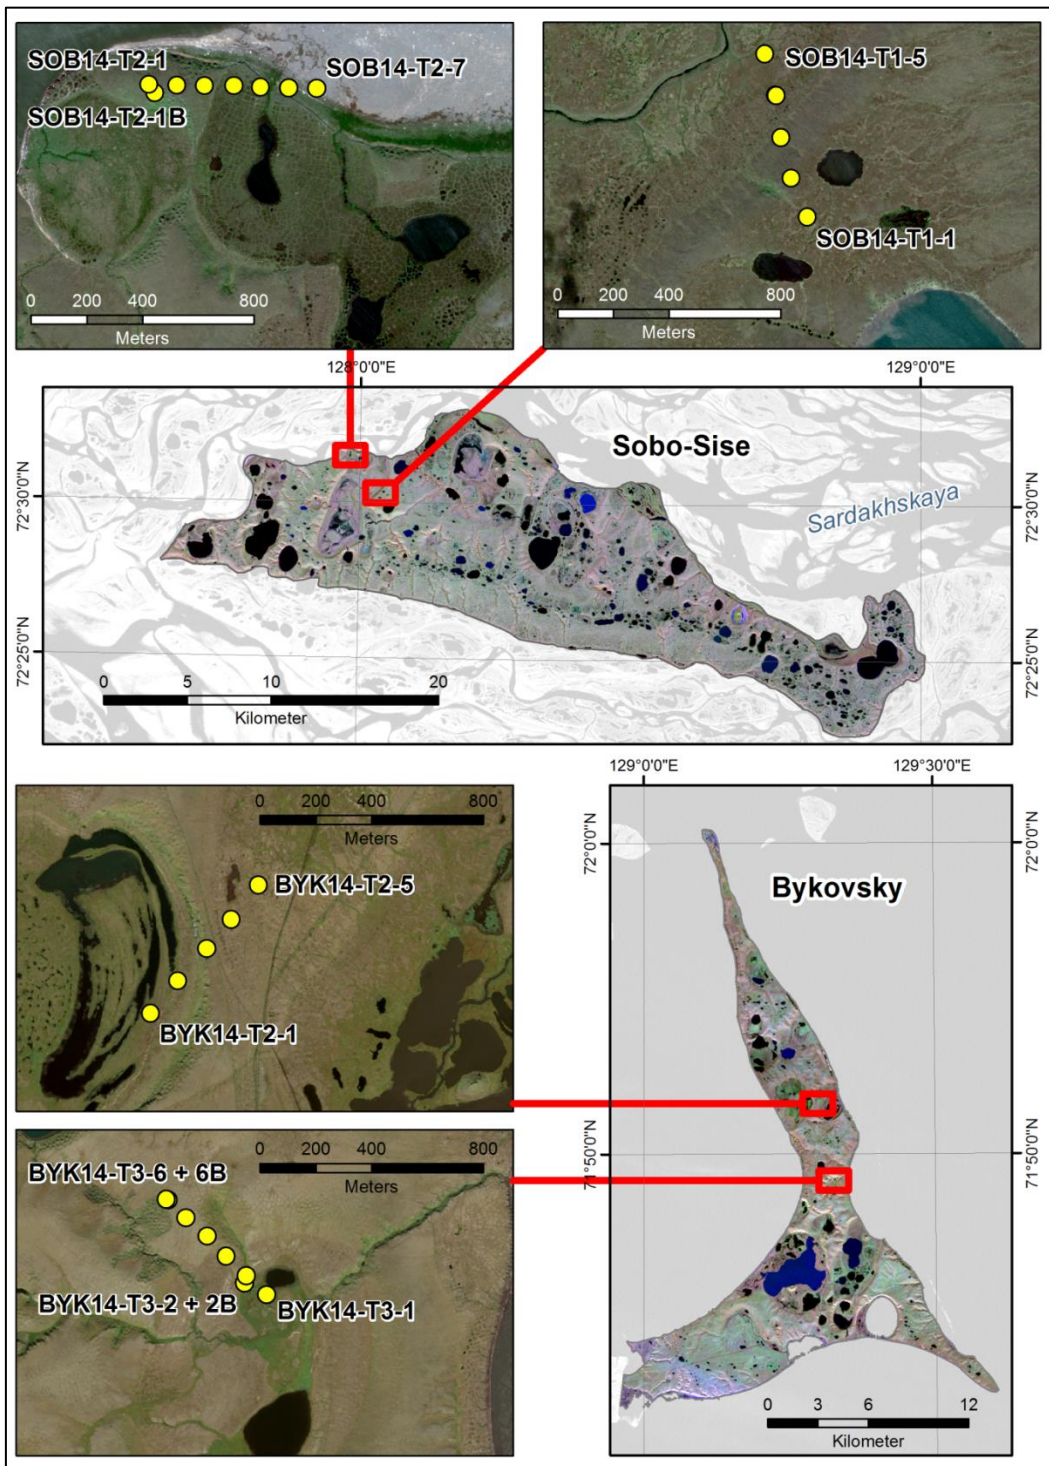 SOB14-T2-1
SOB14-T2-7
SOB14-T2-1B
0 200 400 800
Meters
SOB14-T1-5
SOB14-T1-1
0 200 400 800
Meters
128°0'0"E
129°0'0"E
Sobo-Sise
Sardakhskaya
72°30'0"N
72°30'0"N
72°25'0"N
72°25'0"N
0 5 10 20
Kilometer
0 200 400 800
Meters
BYK14-T2-5
BYK14-T2-1
0 200 400 800
Meters
BYK14-T3-6 + 6B
BYK14-T3-2 + 2B
BYK14-T3-1
129°0'0"E
129°30'0"E
72°0'0"N
72°0'0"N
Bykovsky
71°50'0"N
71°50'0"N
0 3 6 12
Kilometer